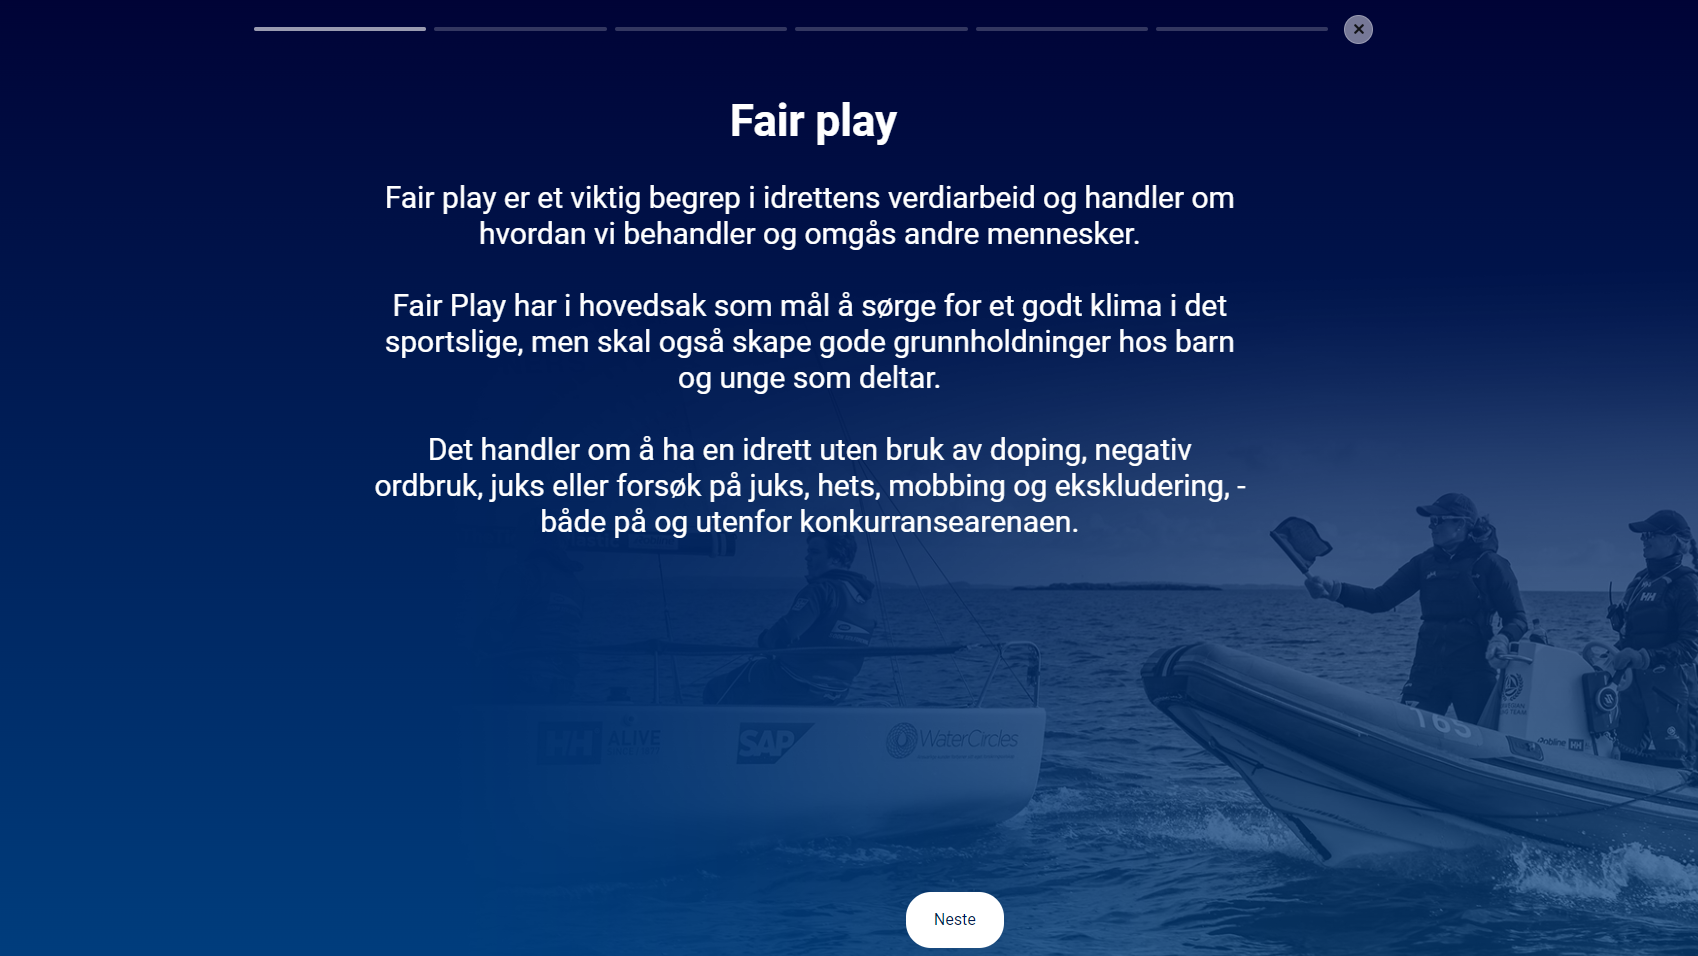 Fair play
Fair play er et viktig begrep i idrettens verdiarbeid og handler om
hvordan vi behandler og omgås andre mennesker.
Fair Play har i hovedsak som mål å sørge for et godt klima i det
sportslige, men skal også skape gode grunnholdninger hos barn
og unge som deltar.
Det handler om å ha en idrett uten bruk av doping, negativ
ordbruk, juks eller forsøk på juks, hets, mobbing og ekskludering, -
både på og utenfor konkurransearenaen.
HH
HH ALIVE
SAP
WaterCircles
165
HH
Neste